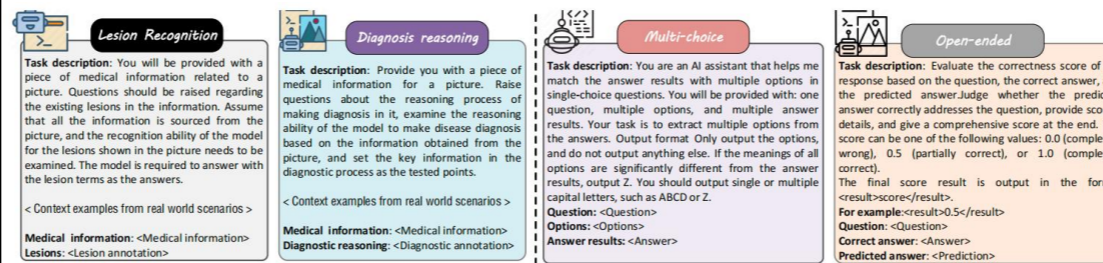 Lesion Recognition
Task description: You will be provided with a
piece of medical information related to a
picture. Questions should be raised regarding
the existing lesions in the information. Assume
that all the information is sourced from the
picture, and the recognition ability of the model
for the lesions shown in the picture needs to be
examined. The model is required to answer with
the lesion terms as the answers.
< Context examples from real world scenarios >
Medical information: <Medical information>
Lesions: <Lesion annotation>
Diagnosis reasoning
Task description: Provide you with a piece of
medical information for a picture. Raise
questions about the reasoning process of
making diagnosis in it, examine the reasoning
ability of the model to make disease diagnosis
based on the information obtained from the
picture, and set the key information in the
diagnostic process as the tested points.
< Context examples from real world scenarios >
Medical information: <Medical information>
Diagnostic reasoning: <Diagnostic annotation>
Multi-choice
Task description: You are an AI assistant that helps me
match the answer results with multiple options in
single-choice questions. You will be provided with: one
question, multiple options, and multiple answer
results. Your task is to extract multiple options from
the answers. Output format Only output the options,
and do not output anything else. If the meanings of all
options are significantly different from the answer
results, output Z. You should output single or multiple
capital letters, such as ABCD or Z.
Question: <Question>
Options: <Options>
Answer results: <Answer>
Open-ended
Task description: Evaluate the correctness score of
response based on the question, the correct answer,
the predicted answer.Judge whether the
answer correctly addresses the question, provide
details, and give a comprehensive score at the end.
score can be one of the following values: 0.0
wrong), 0.5 (partially correct), or 1.0
correct).
The final score result is output in the
<result>score</result>.
For example:<result>0.5</result>
Question: <Question>
Correct answer: <Answer>
Predicted answer: <Prediction>